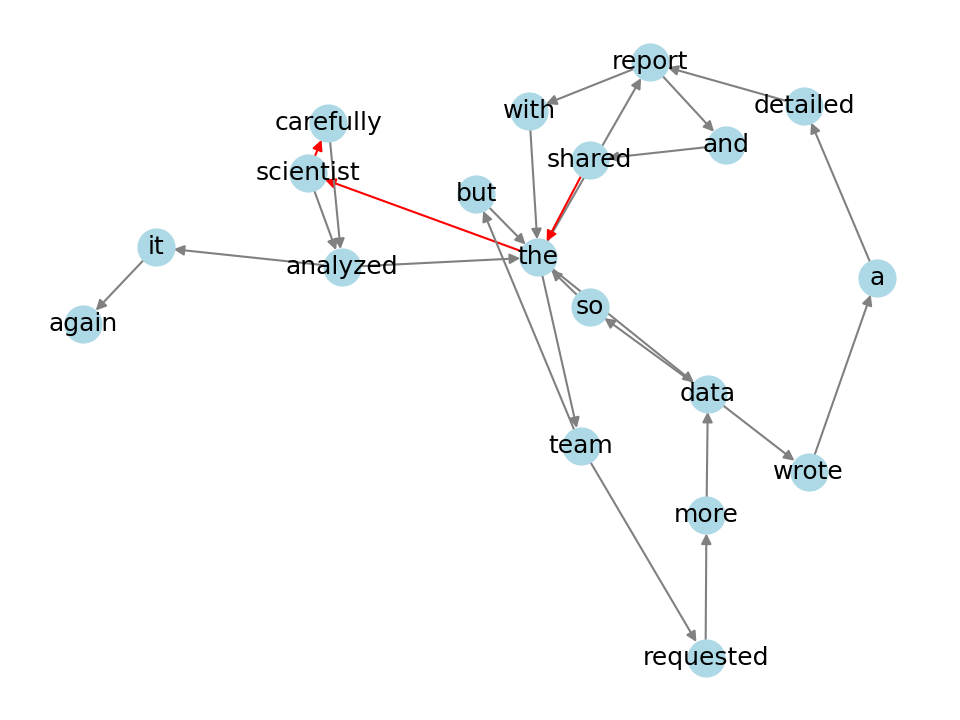 report
with
detailed
carefully
and
shared
scientist
but
it
the
analyzed
a
so
again
data
team
wrote
more
requested